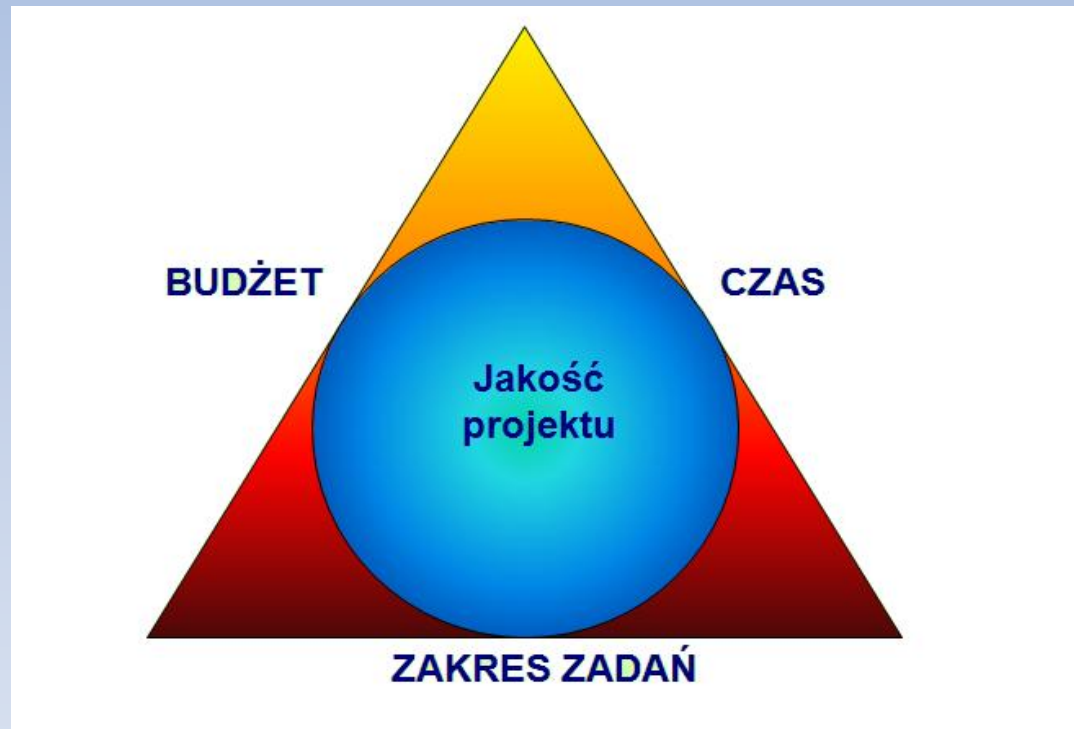 BUDŻET
CZAS
Jakość
projektu
ZAKRES ZADAŃ